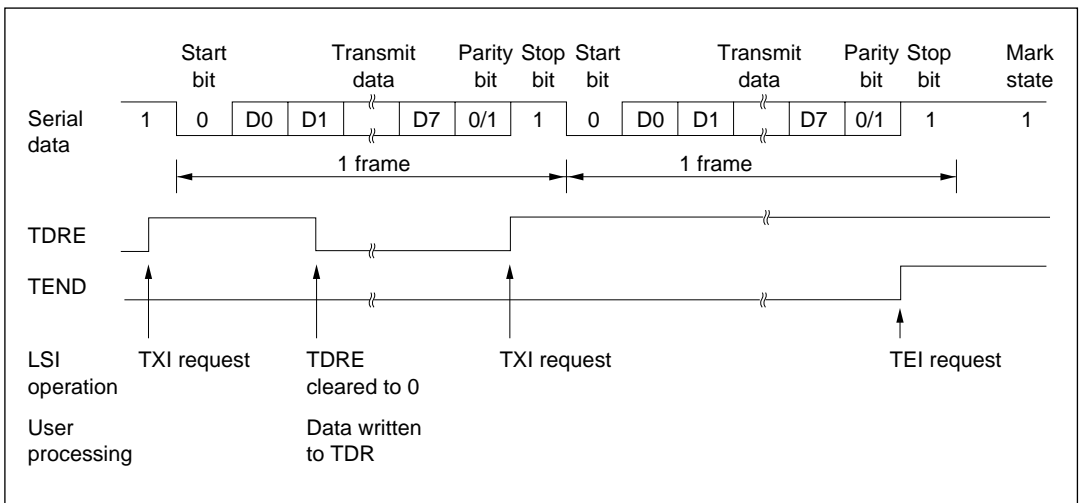 Start Transmit Parity Stop Start Transmit Parity Stop Mark
bit data bit bit bit data bit bit state
Serial 1 0 D0 D1 D7 0/1 1 0 D0 D1 D7 0/1 1 1
data
1 frame 1 frame
TDRE
TEND
LSI TXI request TDRE TXI request TEI request
operation cleared to 0
User Data written
processing to TDR